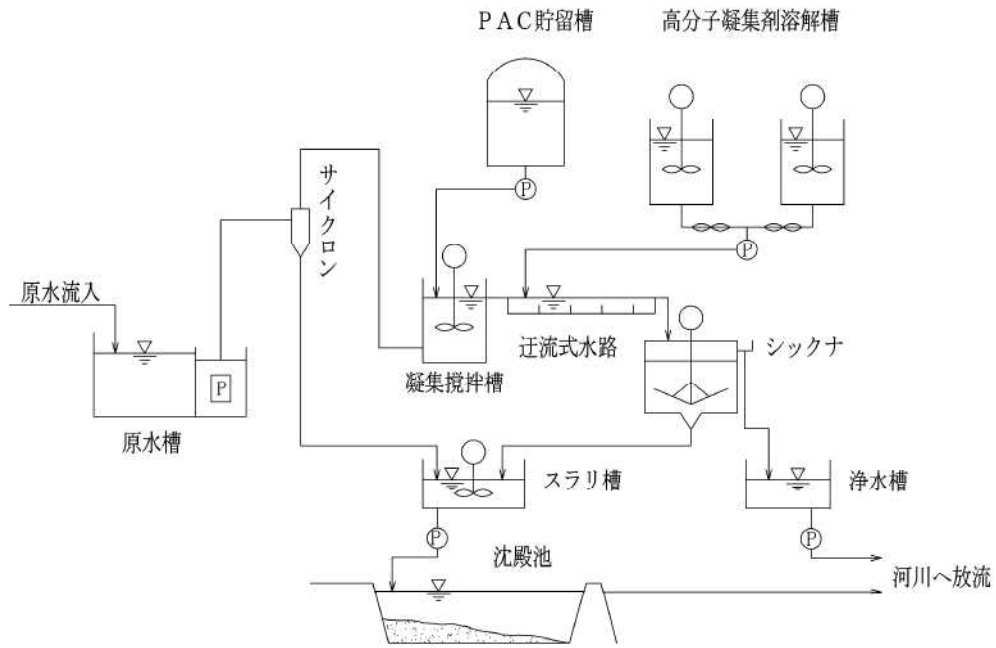 PAC貯留槽
高分子凝集剤溶解槽
サイクロン
P
P
原水流入
P
迂流式水路
シックナ
凝集撹拌槽
原水槽
スラリ槽
浄水槽
P
P
沈殿池
河川へ放流